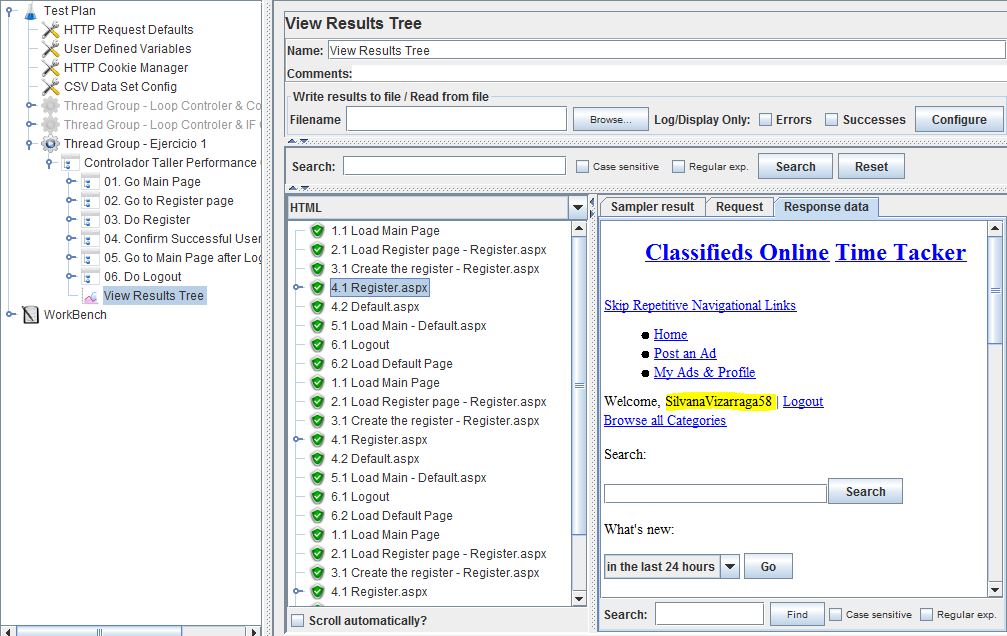 Test Plan
HTTP Request Defaults
User Defined Variables
HTTP Cookie Manager
CSV Data Set Config
Thread Group - Loop Controler & Co
Thread Group - Loop Controler & IF
Thread Group - Ejercicio 1
Controlador Taller Performance
01. Go Main Page
02. Go to Register page
03. Do Register
04. Confirm Successful User
05. Go to Main Page after Log
06. Do Logout
View Results Tree
WorkBench
View Results Tree
Name: View Results Tree
Comments:
Write results to file / Read from file
Filename Browse... Log/Display Only: Errors Successes Configure
Search: Case sensitive Regular exp. Search Reset
HTML
1.1 Load Main Page
2.1 Load Register page - Register.aspx
3.1 Create the register - Register.aspx
4.1 Register.aspx
4.2 Default.aspx
5.1 Load Main - Default.aspx
6.1 Logout
6.2 Load Default Page
1.1 Load Main Page
2.1 Load Register page - Register.aspx
3.1 Create the register - Register.aspx
4.1 Register.aspx
4.2 Default.aspx
5.1 Load Main - Default.aspx
6.1 Logout
6.2 Load Default Page
1.1 Load Main Page
2.1 Load Register page - Register.aspx
3.1 Create the register - Register.aspx
4.1 Register.aspx
Scroll automatically?
Sampler result Request Response data
Classifieds Online Time Tacker
Skip Repetitive Navigational Links
Home
Post an Ad
My Ads & Profile
Welcome, SilvanaVizarraga58 | Logout
Browse all Categories
Search:
Search
What's new:
in the last 24 hours Go
Search: Find Case sensitive Regular exp.